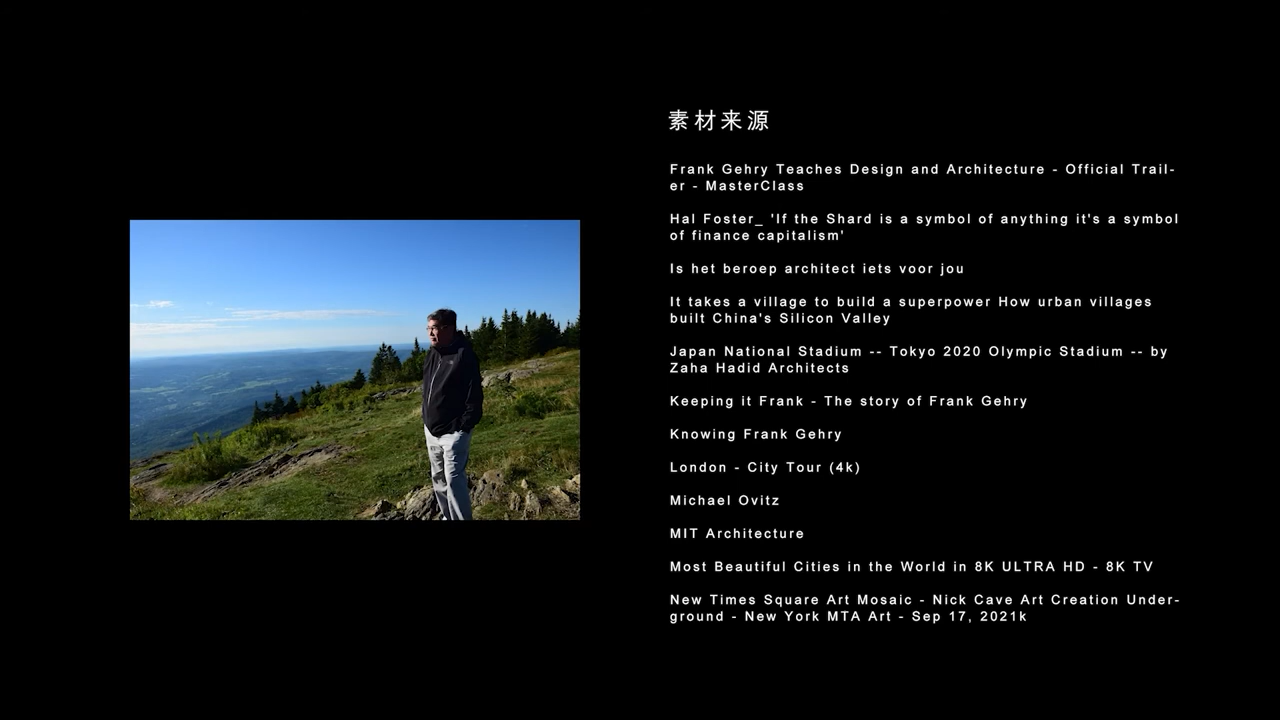 素材来源
Frank Gehry Teaches Design and Architecture - Official Trail-
er - MasterClass
Hal Foster_ 'If the Shard is a symbol of anything it's a symbol
of finance capitalism'
Is het beroep architect iets voor jou
It takes a village to build a superpower How urban villages
built China's Silicon Valley
Japan National Stadium -- Tokyo 2020 Olympic Stadium -- by
Zaha Hadid Architects
Keeping it Frank - The story of Frank Gehry
Knowing Frank Gehry
London - City Tour (4k)
Michael Ovitz
MIT Architecture
Most Beautiful Cities in the World in 8K ULTRA HD - 8K TV
New Times Square Art Mosaic - Nick Cave Art Creation Under-
ground - New York MTA Art - Sep 17, 2021k